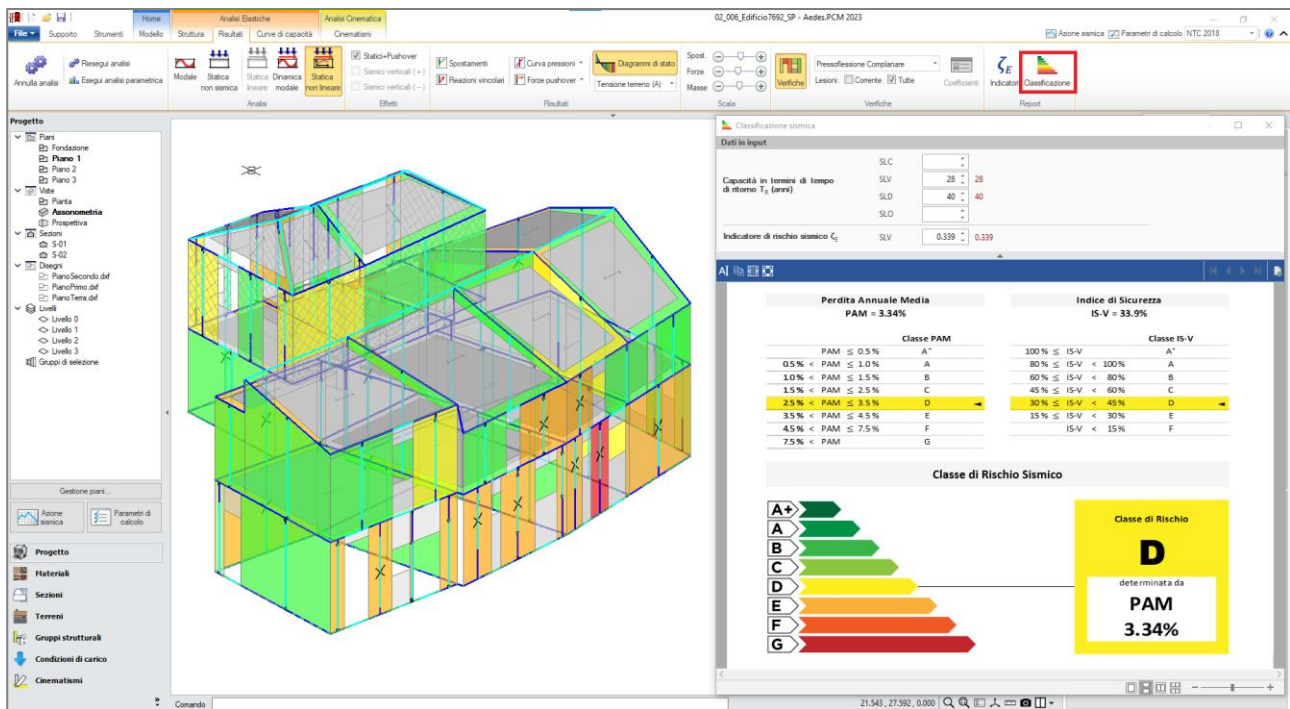 Home Analisi Elastiche Analisi Cinematica 02_006_Edificio7692_SP - Aedes.PCM 2023
File Supporto Strumenti Modello Struttura Risultati Curve di capacità Cinematismi Azione sismica Parametri di calcolo NTC 2018
Annulla analisi
Riesegui analisi
Esegui analisi parametrica
Modale
Statica non sismica
Statica lineare
Dinamica modale
Statica non lineare
Analisi
Statici+Pushover
Sismici verticali (+)
Sismici verticali (−)
Effetti
Spostamenti
Reazioni vincolari
Curva pressioni
Forze pushover
Diagrammi di stato
Tensione terreno (A)
Risultati
Spost.
Forze
Masse
Scala
Verifiche
Pressoflessione Complanare
Lesioni: Corrente Tutte
Coefficienti
Verifiche
ζE
Indicatori
Classificazione
Report
Progetto
Piani
Fondazione
Piano 1
Piano 2
Piano 3
Viste
Pianta
Assonometria
Prospettiva
Sezioni
S-01
S-02
Disegni
PianoSecondo.dxf
PianoPrimo.dxf
PianoTerra.dxf
Livelli
Livello 0
Livello 1
Livello 2
Livello 3
Gruppi di selezione
Gestione piani...
Azione sismica
Parametri di calcolo
Progetto
Materiali
Sezioni
Terreni
Gruppi strutturali
Condizioni di carico
Cinematismi
Classificazione sismica
Dati in input
Capacità in termini di tempo
di ritorno TR (anni)
SLC
SLV 28 28
SLD 40 40
SLO
Indicatore di rischio sismico ζE SLV 0.339 0.339
Perdita Annuale Media
PAM = 3.34%
Classe PAM
PAM ≤ 0.5% A+
0.5% < PAM ≤ 1.0% A
1.0% < PAM ≤ 1.5% B
1.5% < PAM ≤ 2.5% C
2.5% < PAM ≤ 3.5% D
3.5% < PAM ≤ 4.5% E
4.5% < PAM ≤ 7.5% F
7.5% < PAM G
Indice di Sicurezza
IS-V = 33.9%
Classe IS-V
100% ≤ IS-V A+
80% ≤ IS-V < 100% A
60% ≤ IS-V < 80% B
45% ≤ IS-V < 60% C
30% ≤ IS-V < 45% D
15% ≤ IS-V < 30% E
IS-V < 15% F
Classe di Rischio Sismico
A+
A
B
C
D
E
F
G
Classe di Rischio
D
determinata da
PAM
3.34%
Comando
21.543, 27.592, 0.000